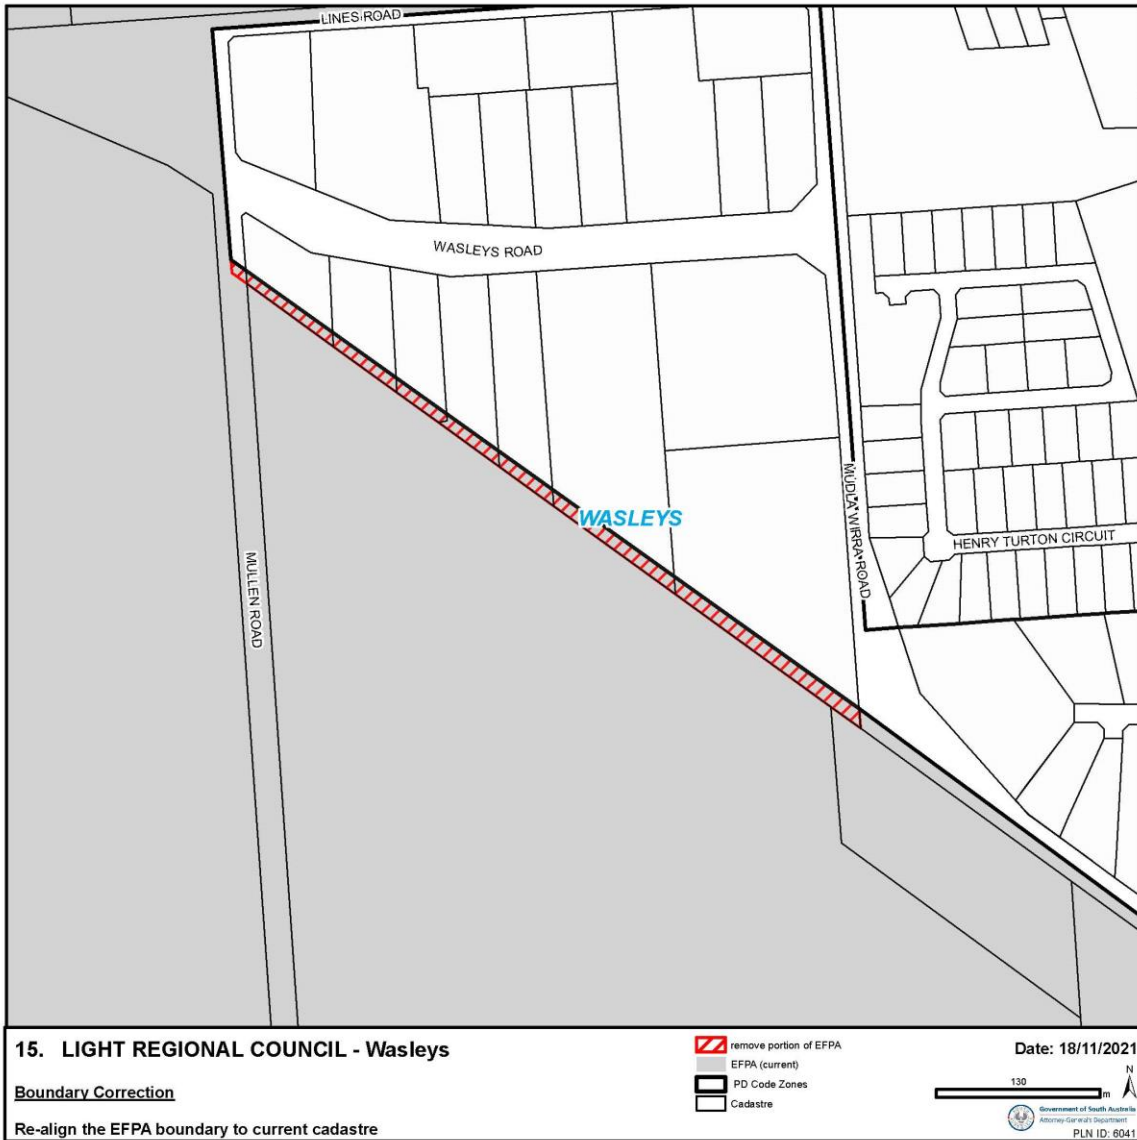 LINES ROAD
WASLEYS ROAD
WASLEYS
MUDLA WIRRA ROAD
HENRY TURTON CIRCUIT
MULLEN ROAD
15. LIGHT REGIONAL COUNCIL - Wasleys
Boundary Correction
Re-align the EFPA boundary to current cadastre
remove portion of EFPA
EFPA (current)
PD Code Zones
Cadastre
Date: 18/11/2021
N
130
m
Government of South Australia
Attorney-General's Department
PLN ID: 6041